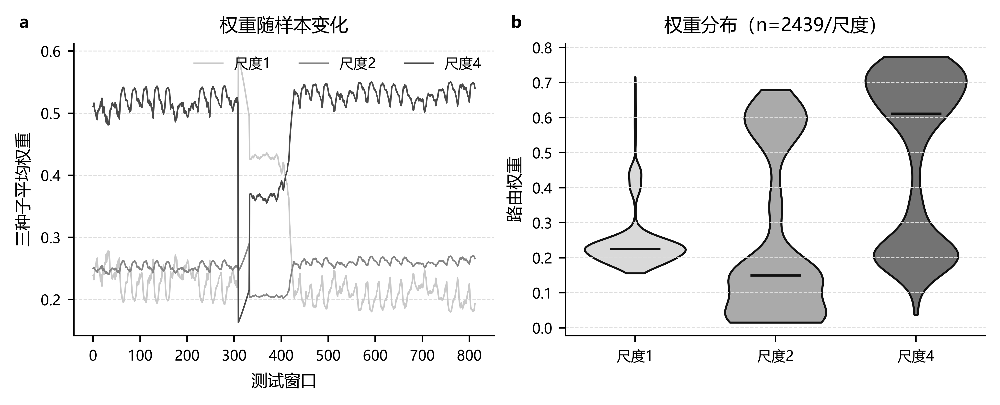 a
权重随样本变化
尺度1
尺度2
尺度4
三种子平均权重
0.6
0.5
0.4
0.3
0.2
0 100 200 300 400 500 600 700 800
测试窗口
b
权重分布（n=2439/尺度）
路由权重
0.8
0.7
0.6
0.5
0.4
0.3
0.2
0.1
0.0
尺度1 尺度2 尺度4